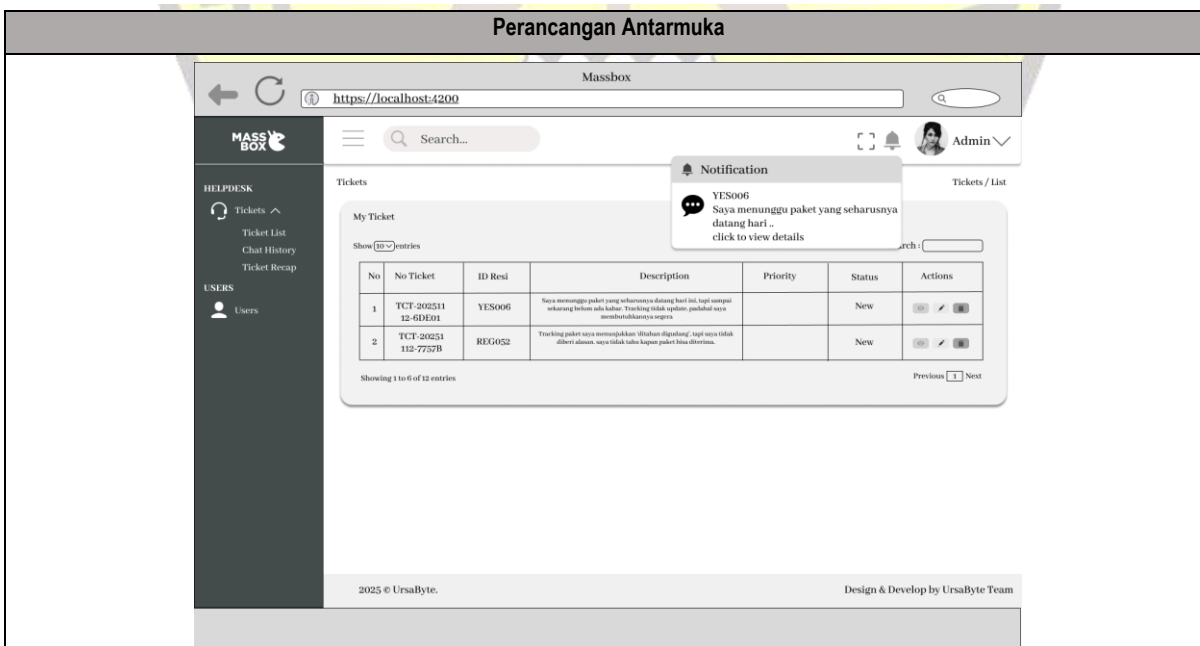 Perancangan Antarmuka
Massbox
https://localhost:4200
MASS
BOX
Search...
Admin
Notification
YES006
Saya menunggu paket yang seharusnya
datang hari ..
click to view details
HELPDESK
Tickets
Ticket List
Chat History
Ticket Recap
USERS
Users
Tickets
Tickets / List
My Ticket
Show 10 entries
rch :
No No Ticket ID Resi Description Priority Status Actions
1 TCT-202511 YES006 Saya menunggu paket yang seharusnya datang hari ini, tapi sampai New
12-6DE01 sekarang belum ada kabar. Tracking tidak update, padahal saya
membutuhkannya segera
2 TCT-20251 REG052 Tracking paket saya menunjukkan 'ditahan digudang', tapi saya tidak New
112-7757B diberi alasan. saya tidak tahu kapan paket bisa diterima.
Showing 1 to 6 of 12 entries
Previous 1 Next
2025 © UrsaByte.
Design & Develop by UrsaByte Team